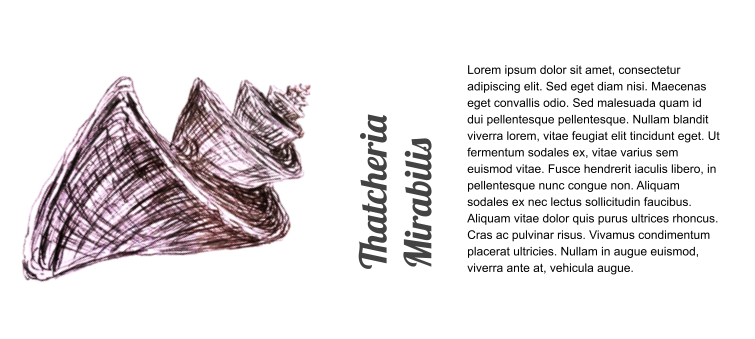 Thatcheria
Mirabilis
Lorem ipsum dolor sit amet, consectetur
adipiscing elit. Sed eget diam nisi. Maecenas
eget convallis odio. Sed malesuada quam id
dui pellentesque pellentesque. Nullam blandit
viverra lorem, vitae feugiat elit tincidunt eget. Ut
fermentum sodales ex, vitae varius sem
euismod vitae. Fusce hendrerit iaculis libero, in
pellentesque nunc congue non. Aliquam
sodales ex nec lectus sollicitudin faucibus.
Aliquam vitae dolor quis purus ultrices rhoncus.
Cras ac pulvinar risus. Vivamus condimentum
placerat ultricies. Nullam in augue euismod,
viverra ante at, vehicula augue.